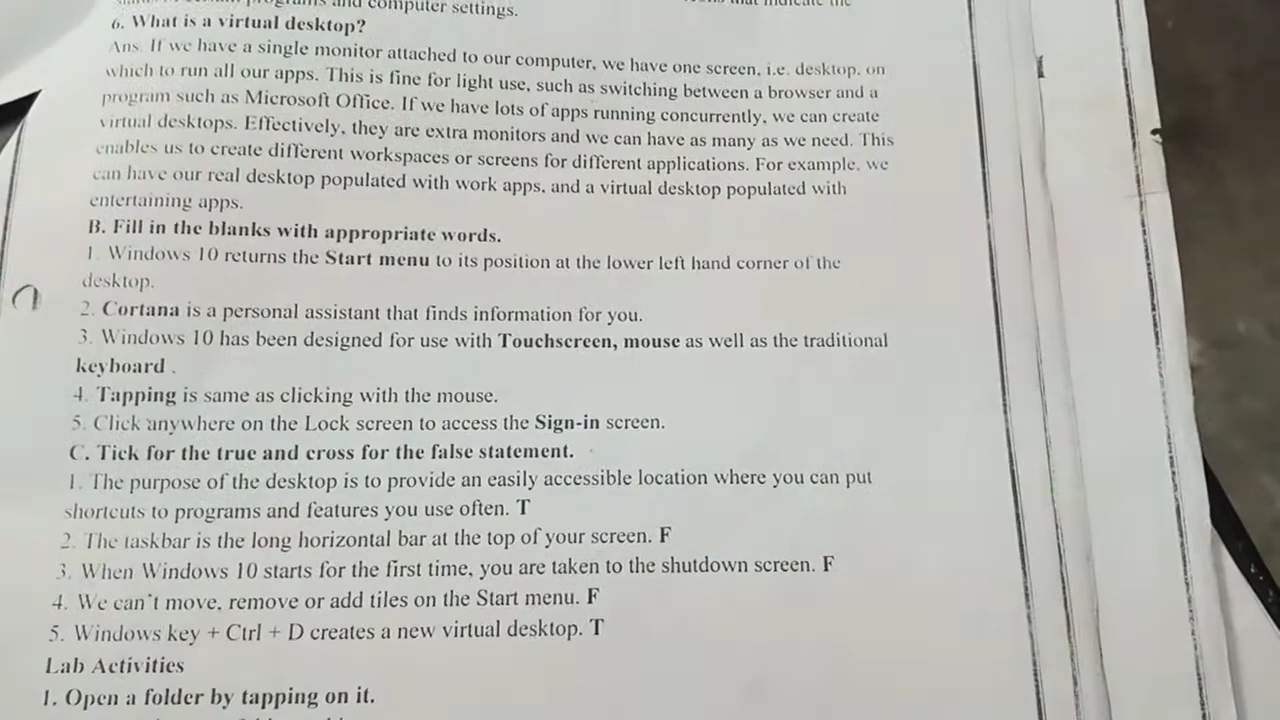 programs and computer settings.
that indicate the
6. What is a virtual desktop?
Ans. If we have a single monitor attached to our computer, we have one screen, i.e. desktop, on
which to run all our apps. This is fine for light use, such as switching between a browser and a
program such as Microsoft Office. If we have lots of apps running concurrently, we can create
virtual desktops. Effectively, they are extra monitors and we can have as many as we need. This
enables us to create different workspaces or screens for different applications. For example, we
can have our real desktop populated with work apps, and a virtual desktop populated with
entertaining apps.
B. Fill in the blanks with appropriate words.
1. Windows 10 returns the Start menu to its position at the lower left hand corner of the
desktop.
2. Cortana is a personal assistant that finds information for you.
3. Windows 10 has been designed for use with Touchscreen, mouse as well as the traditional
keyboard .
4. Tapping is same as clicking with the mouse.
5. Click anywhere on the Lock screen to access the Sign-in screen.
C. Tick for the true and cross for the false statement.
1. The purpose of the desktop is to provide an easily accessible location where you can put
shortcuts to programs and features you use often. T
2. The taskbar is the long horizontal bar at the top of your screen. F
3. When Windows 10 starts for the first time, you are taken to the shutdown screen. F
4. We can't move, remove or add tiles on the Start menu. F
5. Windows key + Ctrl + D creates a new virtual desktop. T
Lab Activities
1. Open a folder by tapping on it.